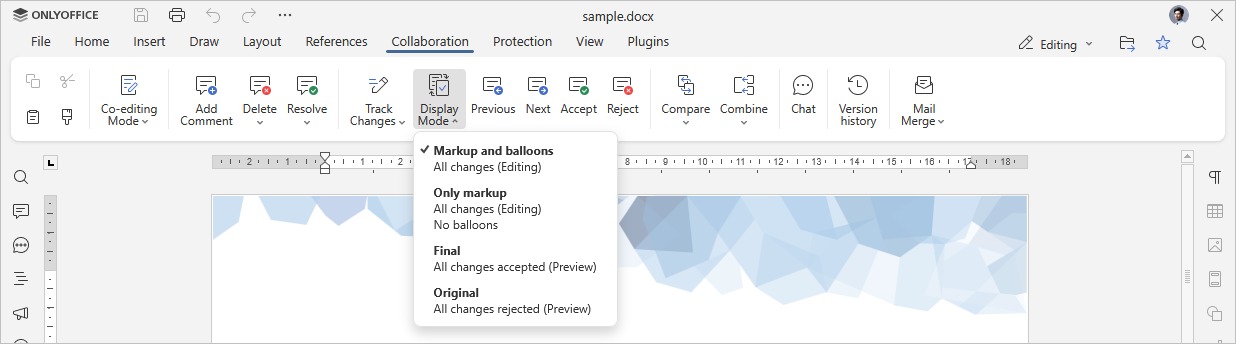 ONLYOFFICE
sample.docx
File Home Insert Draw Layout References Collaboration Protection View Plugins
Editing
Co-editing Mode
Add Comment
Delete
Resolve
Track Changes
Display Mode
Previous
Next
Accept
Reject
Compare
Combine
Chat
Version history
Mail Merge
2 1 1 2 8 9 10 11 12 13 14 15 16 17 18
Markup and balloons
All changes (Editing)
Only markup
All changes (Editing)
No balloons
Final
All changes accepted (Preview)
Original
All changes rejected (Preview)